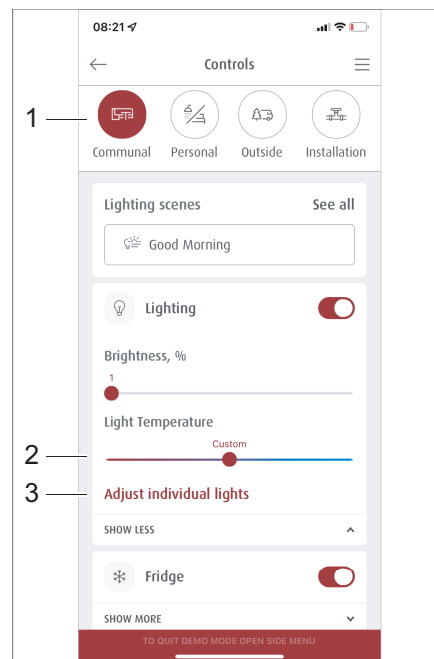 08:21
Controls
1
Communal Personal Outside Installation
Lighting scenes See all
Good Morning
Lighting
Brightness, %
1
Light Temperature
Custom
2
3
Adjust individual lights
SHOW LESS
Fridge
SHOW MORE
TO QUIT DEMO MODE OPEN SIDE MENU